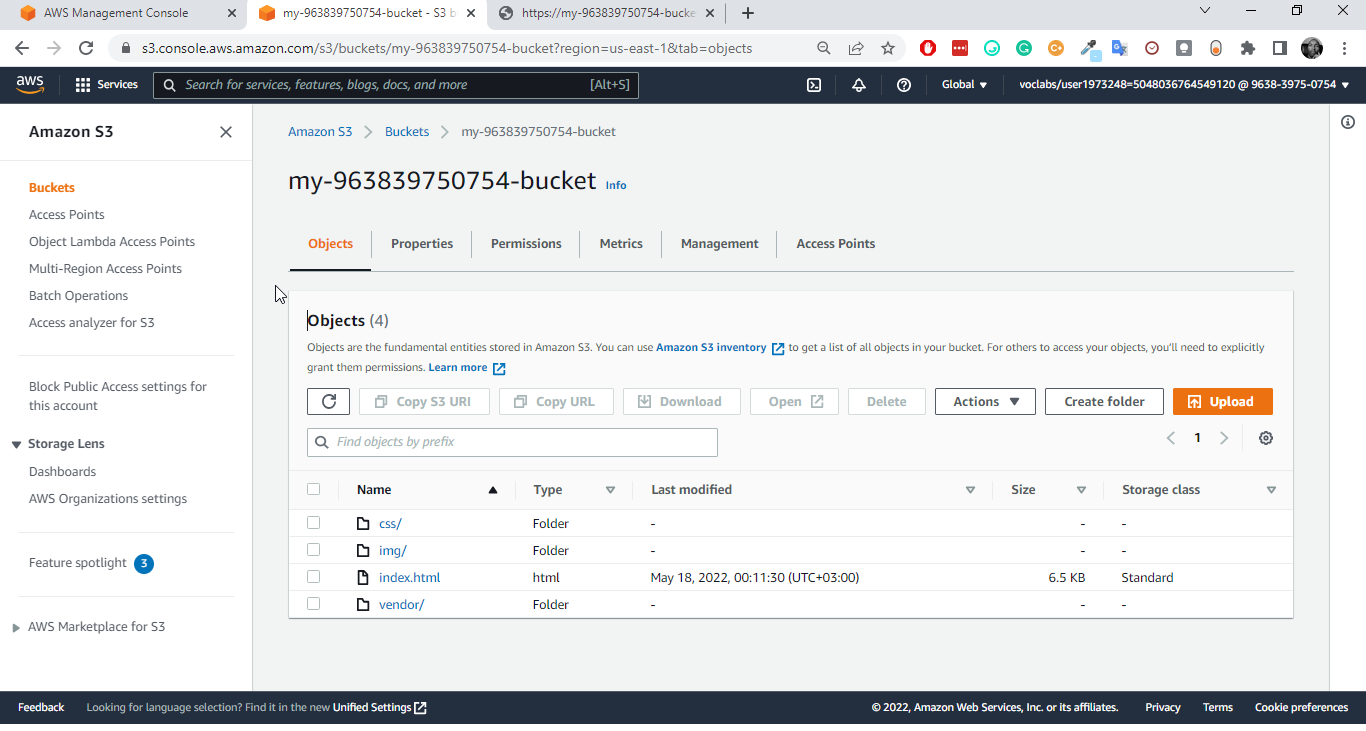 AWS Management Console
my-963839750754-bucket - S3 b
https://my-963839750754-bucke
s3.console.aws.amazon.com/s3/buckets/my-963839750754-bucket?region=us-east-1&tab=objects
aws
Services
Search for services, features, blogs, docs, and more
[Alt+S]
Global
voclabs/user1973248=5048036764549120 @ 9638-3975-0754
Amazon S3
Buckets
Access Points
Object Lambda Access Points
Multi-Region Access Points
Batch Operations
Access analyzer for S3
Block Public Access settings for
this account
Storage Lens
Dashboards
AWS Organizations settings
Feature spotlight 3
AWS Marketplace for S3
Amazon S3 > Buckets > my-963839750754-bucket
my-963839750754-bucket Info
Objects
Properties
Permissions
Metrics
Management
Access Points
Objects (4)
Objects are the fundamental entities stored in Amazon S3. You can use Amazon S3 inventory to get a list of all objects in your bucket. For others to access your objects, you'll need to explicitly
grant them permissions. Learn more
Copy S3 URI
Copy URL
Download
Open
Delete
Actions
Create folder
Upload
Find objects by prefix
1
Name Type Last modified Size Storage class
css/ Folder - - -
img/ Folder - - -
index.html html May 18, 2022, 00:11:30 (UTC+03:00) 6.5 KB Standard
vendor/ Folder - - -
Feedback
Looking for language selection? Find it in the new Unified Settings
© 2022, Amazon Web Services, Inc. or its affiliates.
Privacy
Terms
Cookie preferences